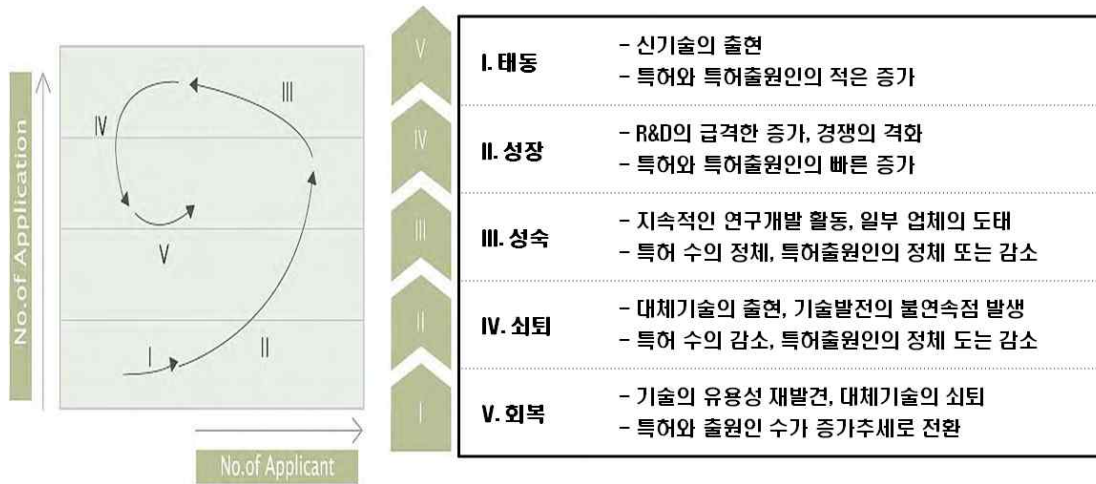 No.of Application
No.of Applicant
I
II
III
IV
V
V
IV
III
II
I
I. 태동
– 신기술의 출현
– 특허와 특허출원인의 적은 증가
II. 성장
– R&D의 급격한 증가, 경쟁의 격화
– 특허와 특허출원인의 빠른 증가
III. 성숙
– 지속적인 연구개발 활동, 일부 업체의 도태
– 특허 수의 정체, 특허출원인의 정체 또는 감소
IV. 쇠퇴
– 대체기술의 출현, 기술발전의 불연속점 발생
– 특허 수의 감소, 특허출원인의 정체 도는 감소
V. 회복
– 기술의 유용성 재발견, 대체기술의 쇠퇴
– 특허와 출원인 수가 증가추세로 전환